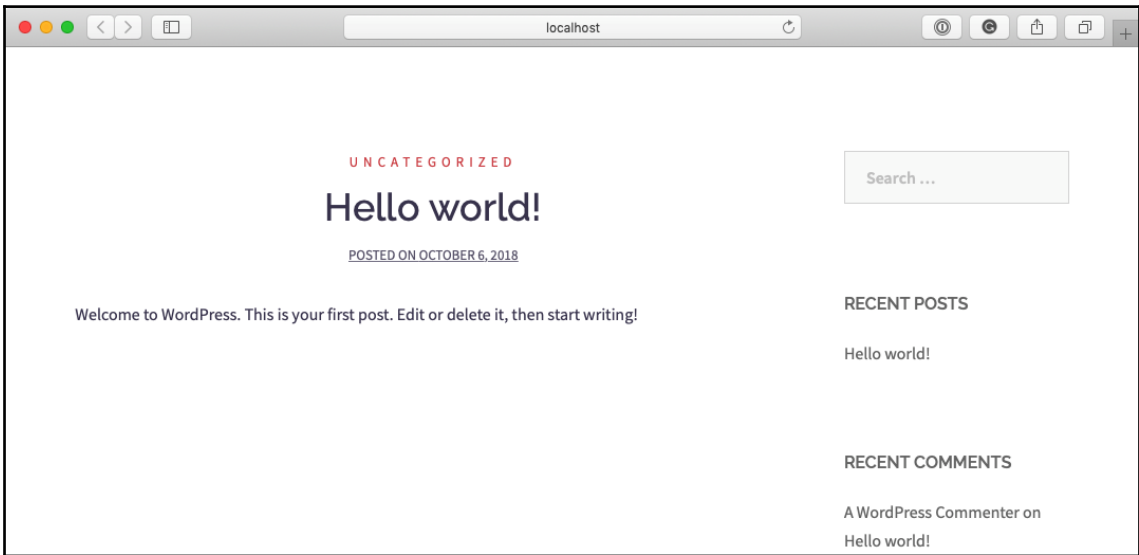 localhost
UNCATEGORIZED
Hello world!
POSTED ON OCTOBER 6, 2018
Welcome to WordPress. This is your first post. Edit or delete it, then start writing!
Search ...
RECENT POSTS
Hello world!
RECENT COMMENTS
A WordPress Commenter on
Hello world!